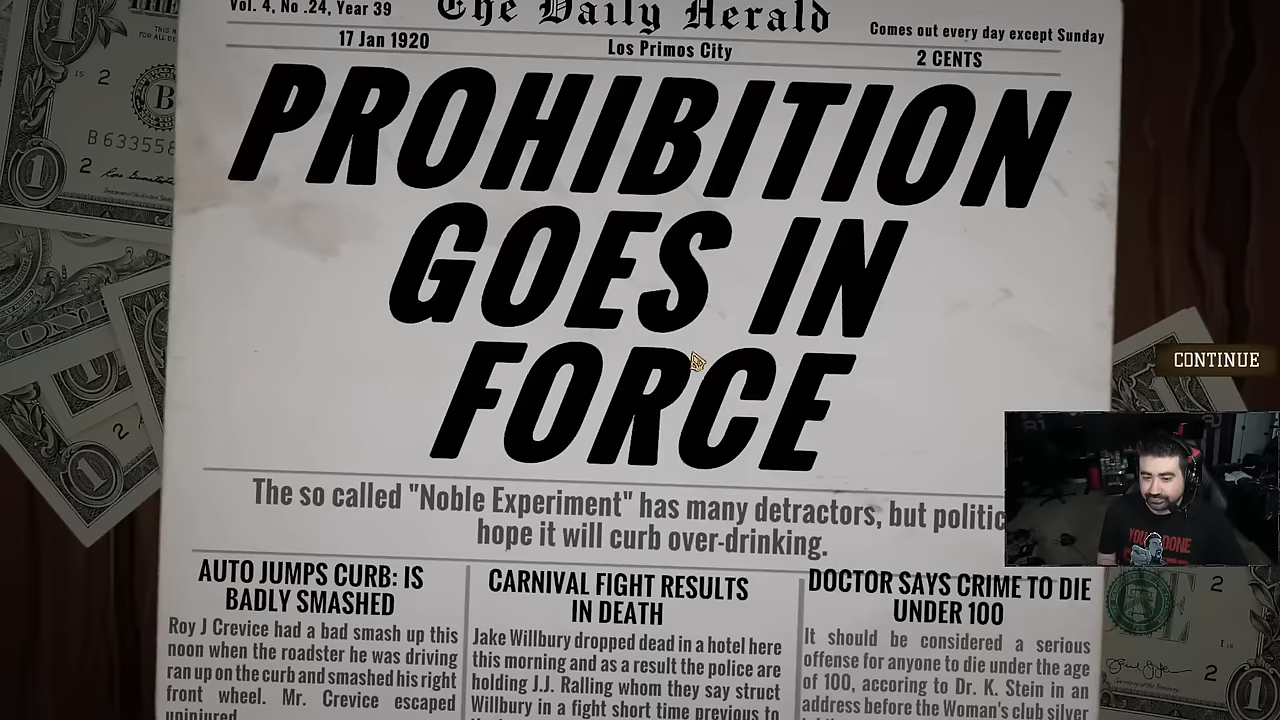 Vol. 4, No .24, Year 39
The Daily Herald
Comes out every day except Sunday
17 Jan 1920
Los Primos City
2 CENTS
PROHIBITION
GOES IN
FORCE
The so called "Noble Experiment" has many detractors, but politic
hope it will curb over-drinking.
AUTO JUMPS CURB: IS
BADLY SMASHED
Roy J Crevice had a bad smash up this
noon when the roadster he was driving
ran up on the curb and smashed his right
front wheel. Mr. Crevice escaped
uninjured.
CARNIVAL FIGHT RESULTS
IN DEATH
Jake Willbury dropped dead in a hotel here
this morning and as a result the police are
holding J.J. Ralling whom they say struct
Willbury in a fight short time previous to
DOCTOR SAYS CRIME TO DIE
UNDER 100
It should be considered a serious
offense for anyone to die under the age
of 100, accoring to Dr. K. Stein in an
address before the Woman's club silver
CONTINUE